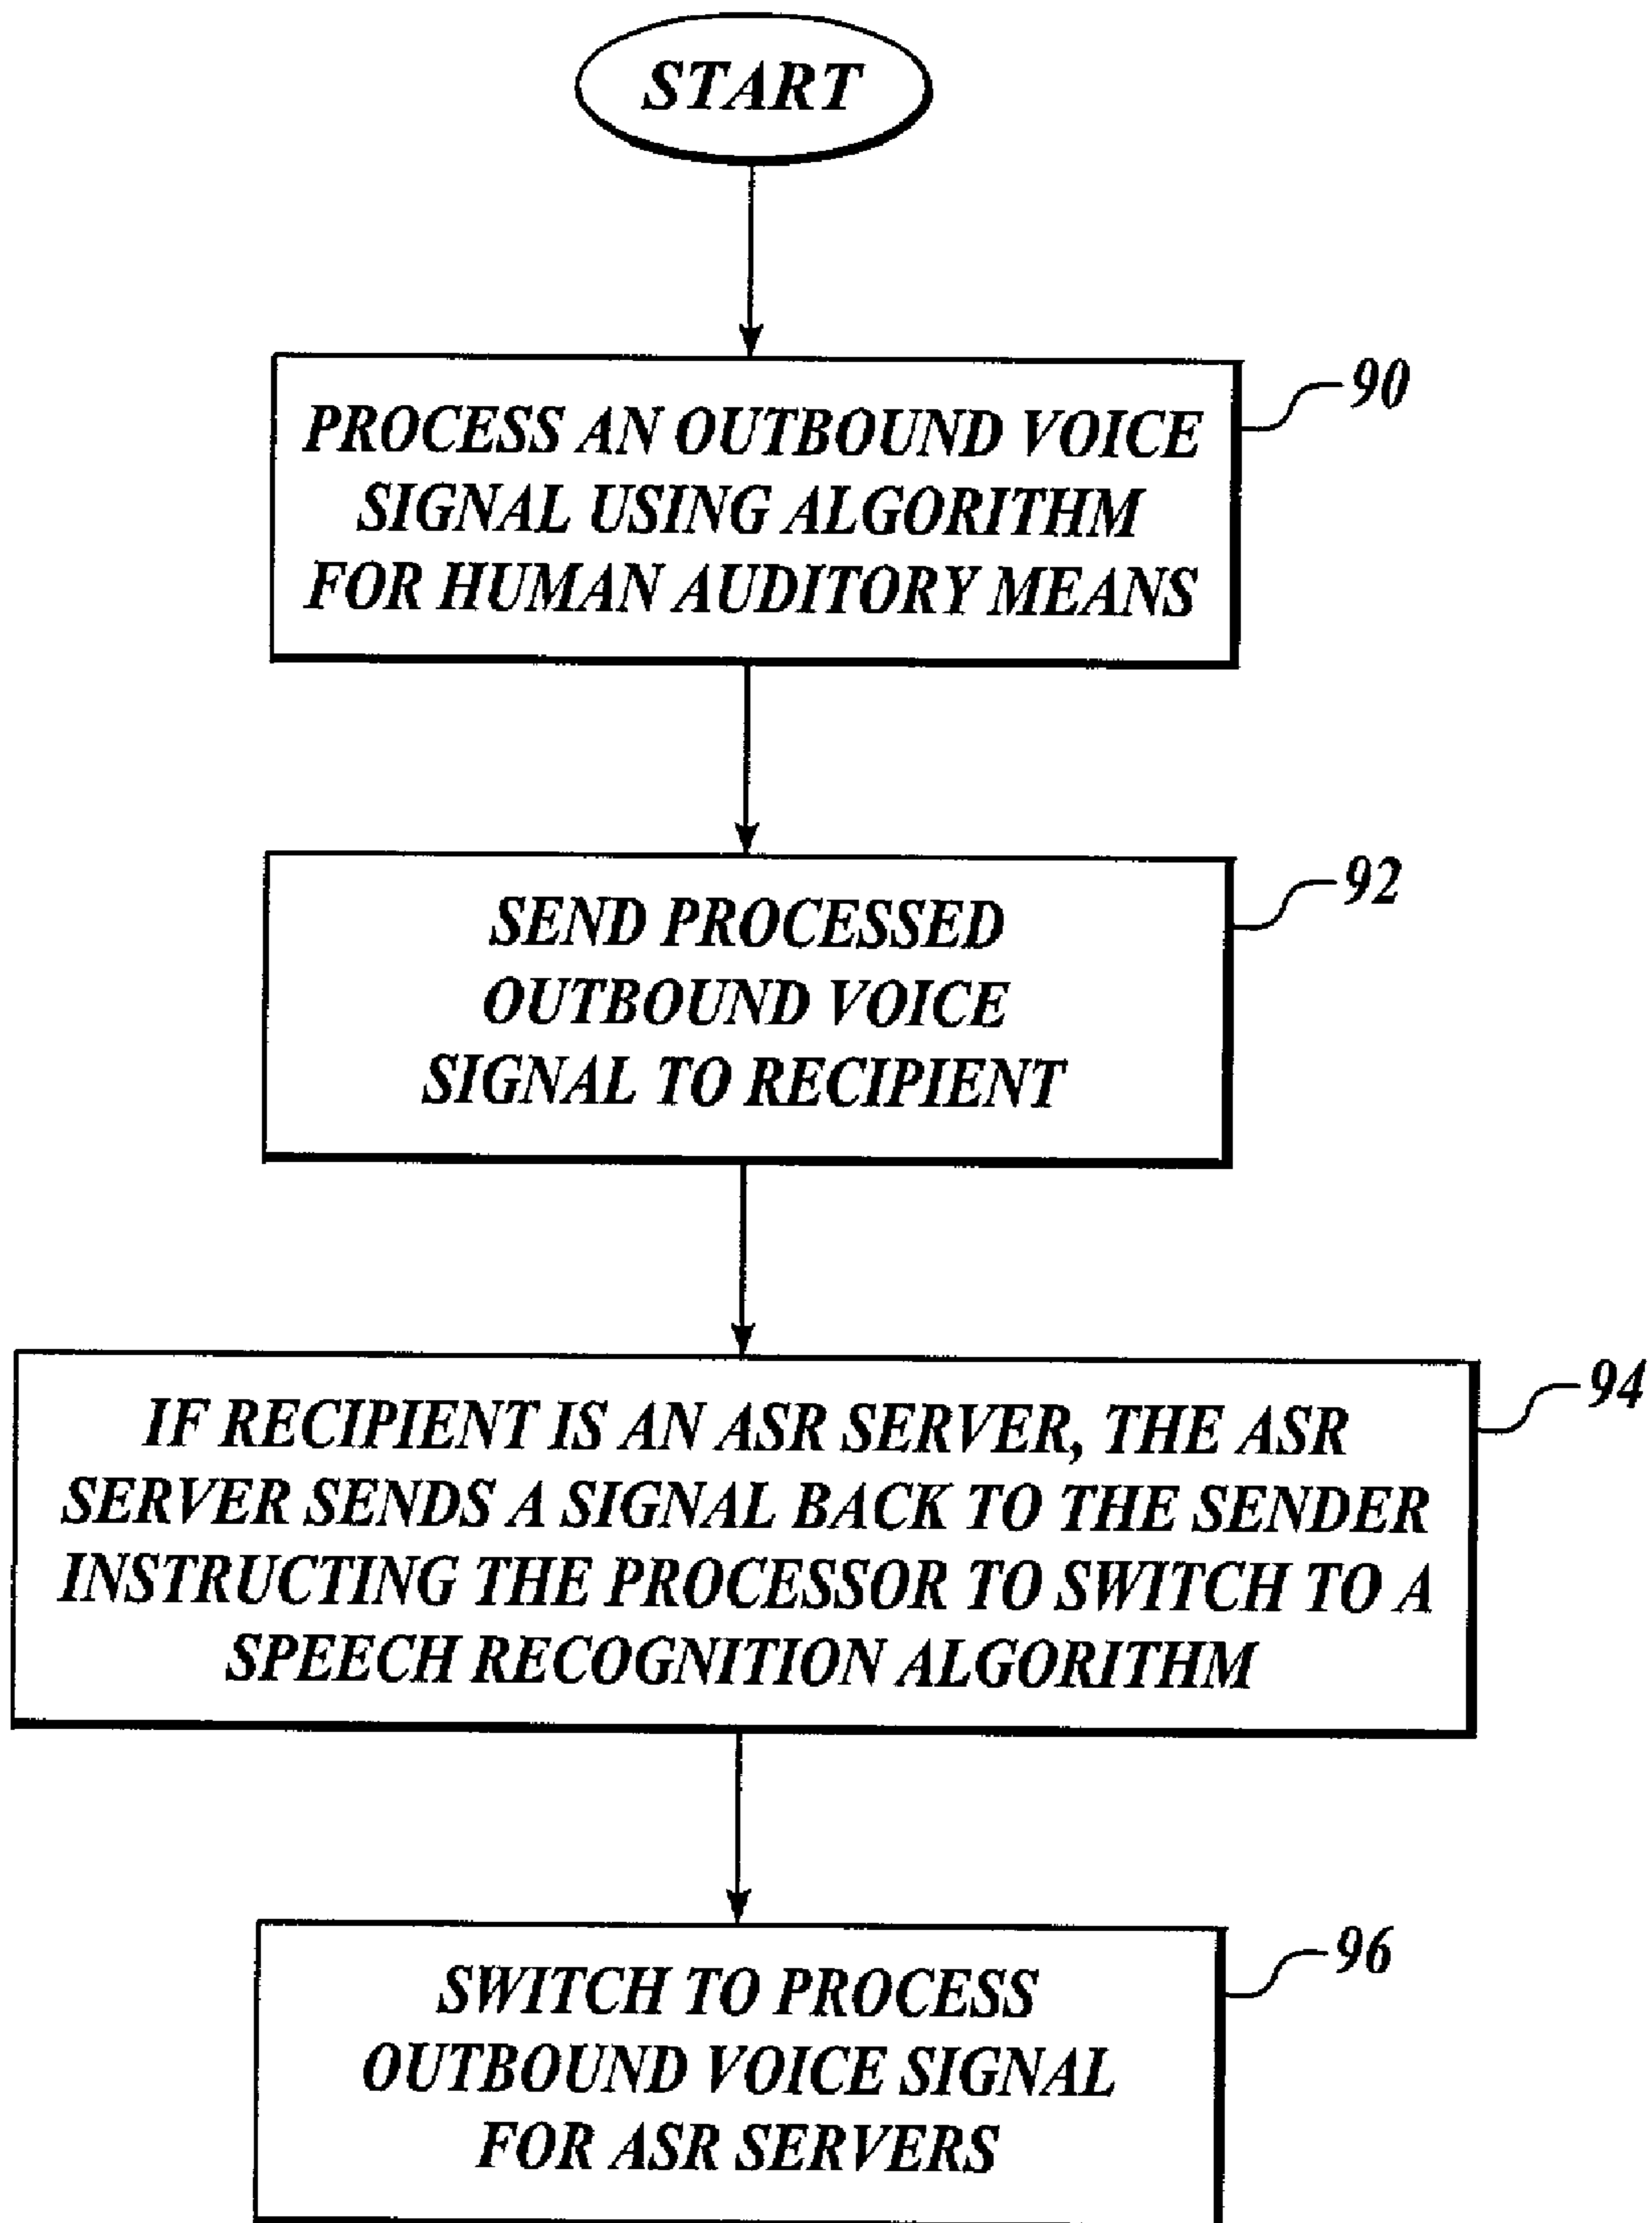 START
90
PROCESS AN OUTBOUND VOICE
SIGNAL USING ALGORITHM
FOR HUMAN AUDITORY MEANS
92
SEND PROCESSED
OUTBOUND VOICE
SIGNAL TO RECIPIENT
94
IF RECIPIENT IS AN ASR SERVER, THE ASR
SERVER SENDS A SIGNAL BACK TO THE SENDER
INSTRUCTING THE PROCESSOR TO SWITCH TO A
SPEECH RECOGNITION ALGORITHM
96
SWITCH TO PROCESS
OUTBOUND VOICE SIGNAL
FOR ASR SERVERS